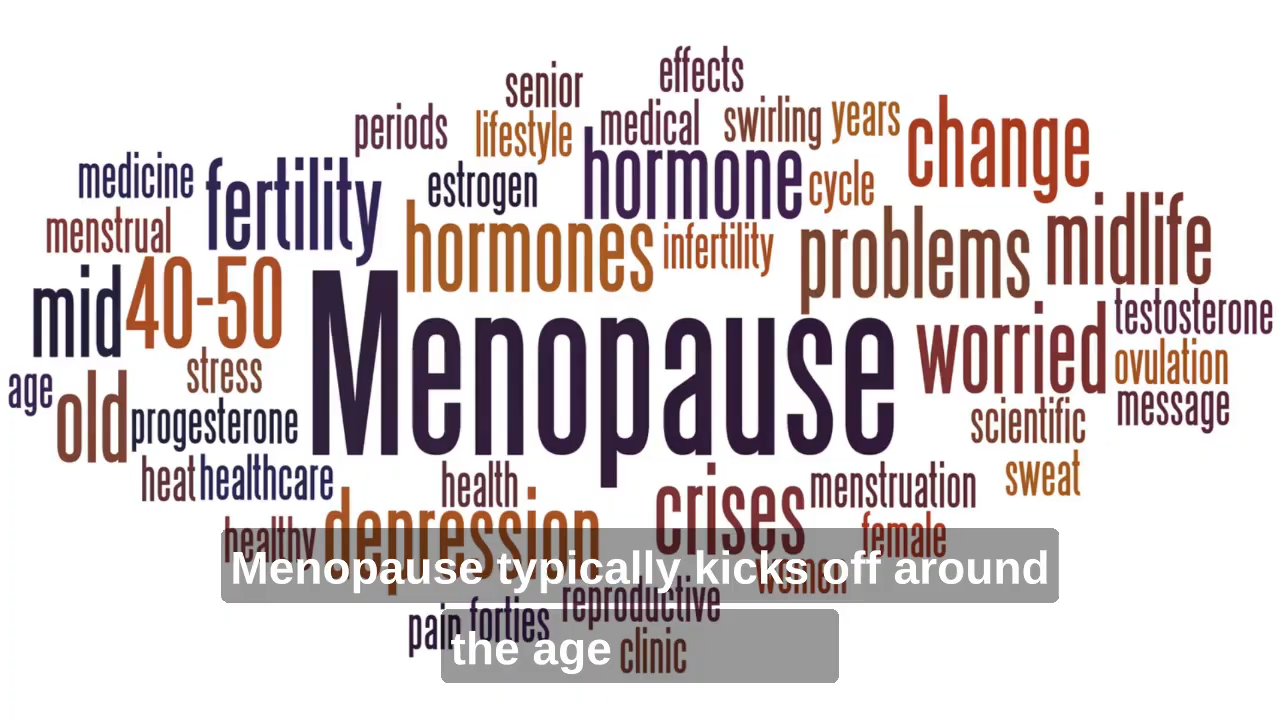 effects
senior
periods lifestyle medical swirling years change
medicine fertility estrogen hormone cycle
menstrual hormones infertility problems midlife
mid 40-50 Menopause worried testosterone
age stress ovulation
old progesterone scientific message
heat healthcare health crises menstruation sweat
healthy depression female
Menopause typically kicks off around
women
pain forties reproductive
the age clinic